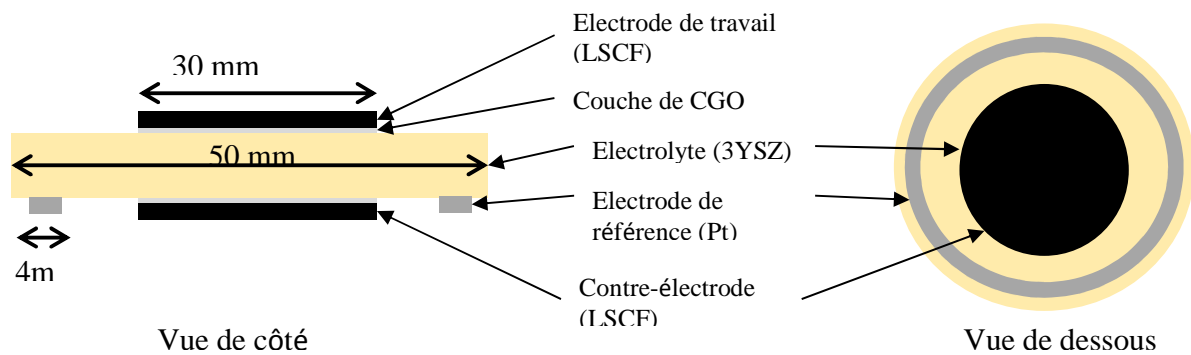 Electrode de travail
(LSCF)
30 mm
Couche de CGO
50 mm
Electrolyte (3YSZ)
Electrode de
référence (Pt)
4m
Contre-électrode
(LSCF)
Vue de côté
Vue de dessous